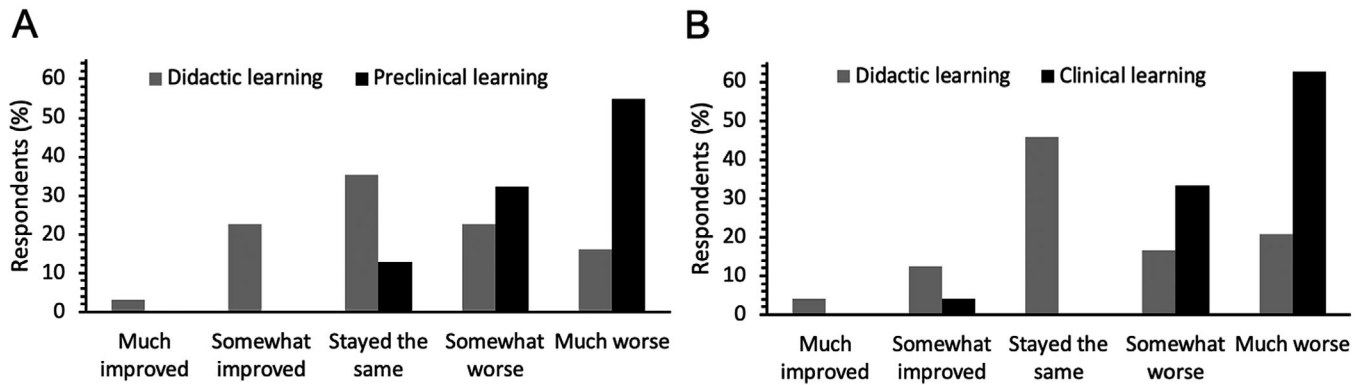 A
Respondents (%)
60
50
40
30
20
10
0
Didactic learning
Preclinical learning
Much
improved
Somewhat
improved
Stayed the
same
Somewhat
worse
Much worse
B
Respondents (%)
60
50
40
30
20
10
0
Didactic learning
Clinical learning
Much
improved
Somewhat
improved
Stayed the
same
Somewhat
worse
Much worse